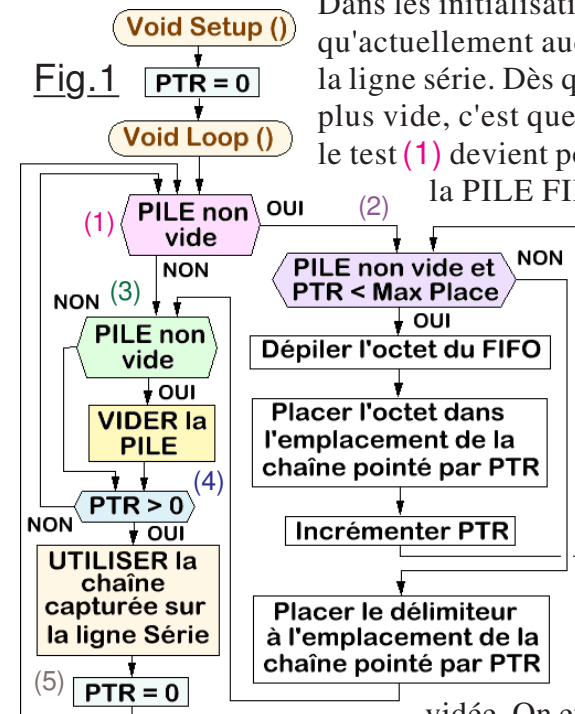 Void Setup ()
Fig.1
PTR = 0
Void Loop ()
Dans les
qu'actuellement
la ligne série. Dès
plus vide, c'est que
le test (1) devient
la PILE
(1)
PILE non
vide
OUI
(2)
NON
PILE non vide et
PTR < Max Place
NON
OUI
Dépiler l'octet du FIFO
Placer l'octet dans
l'emplacement de la
chaîne pointé par PTR
Incrémenter PTR
Placer le délimiteur
à l'emplacement de la
chaîne pointé par PTR
NON
(3)
PILE non
vide
OUI
VIDER la
PILE
(4)
PTR > 0
NON
OUI
UTILISER la
chaîne
capturée sur
la ligne Série
(5)
PTR = 0
vidée. On